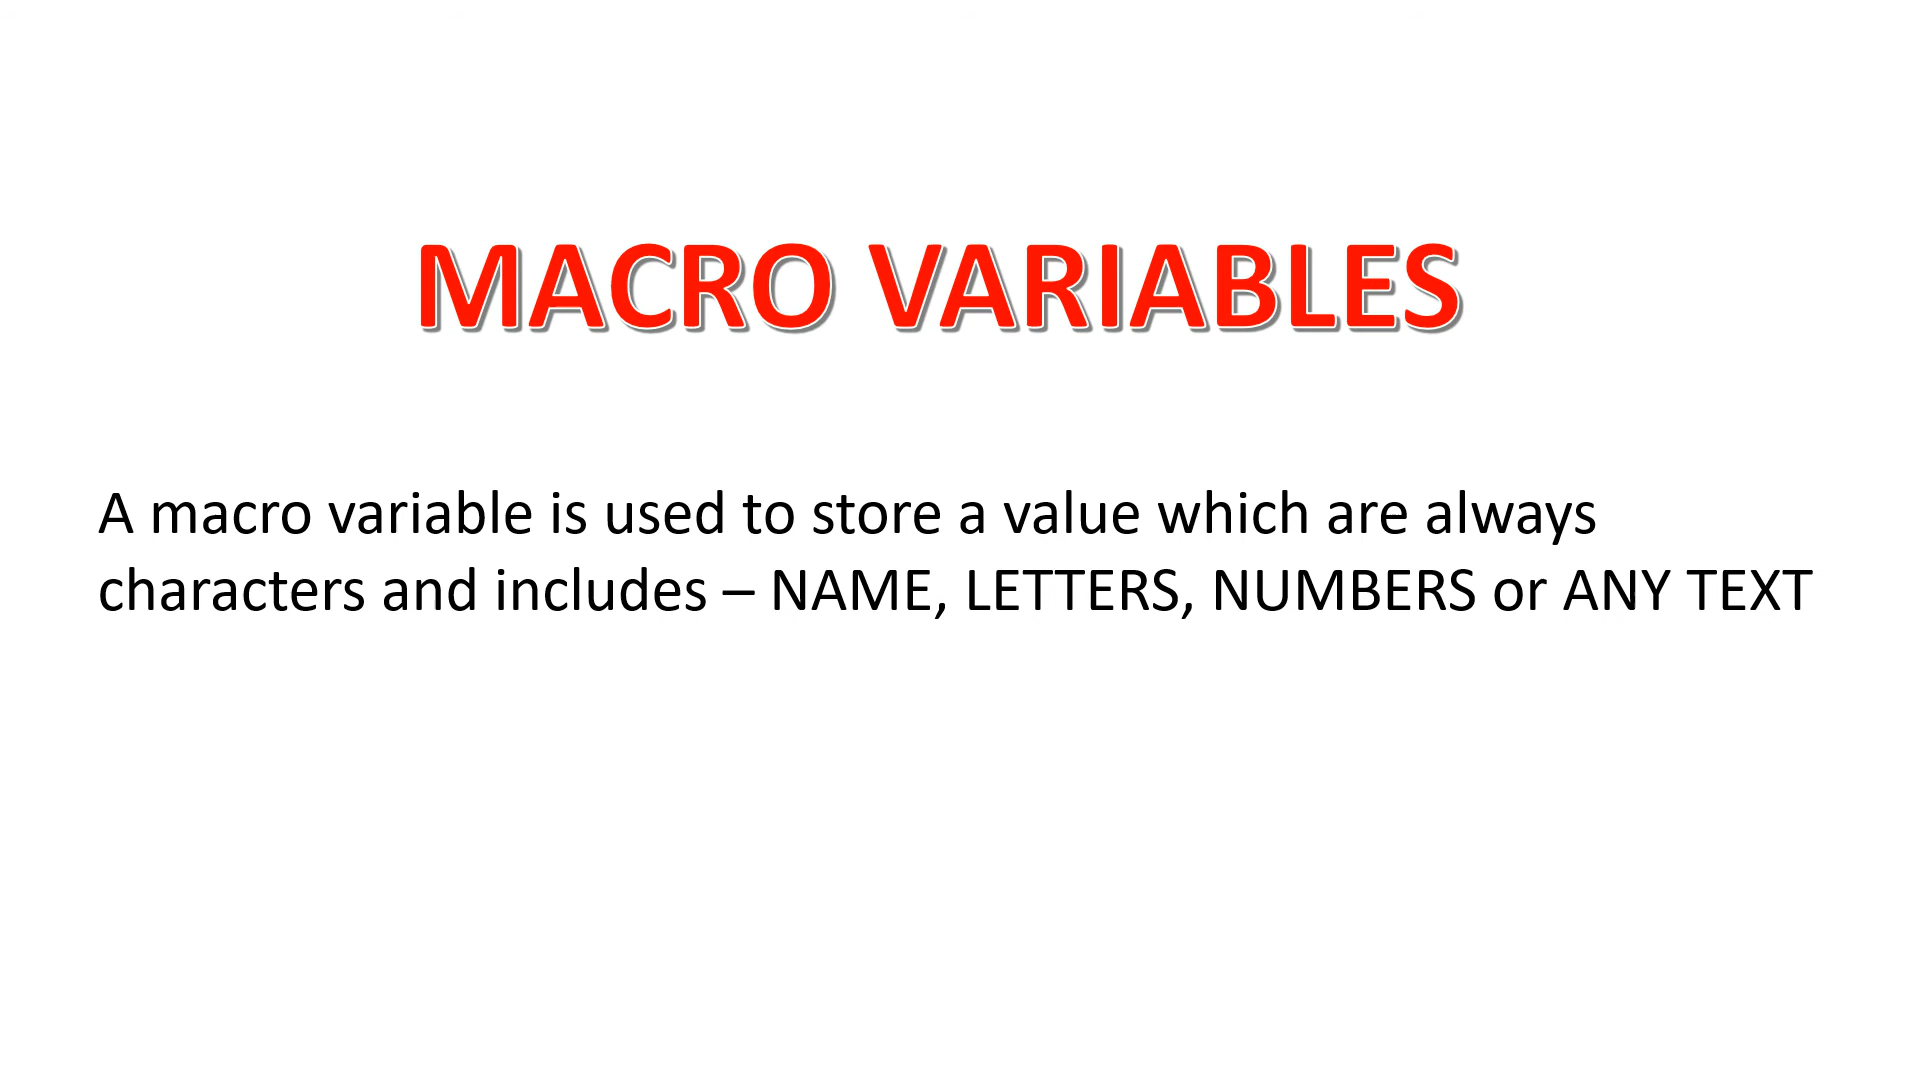 MACRO VARIABLES
A macro variable is used to store a value which are always
characters and includes – NAME, LETTERS, NUMBERS or ANY TEXT